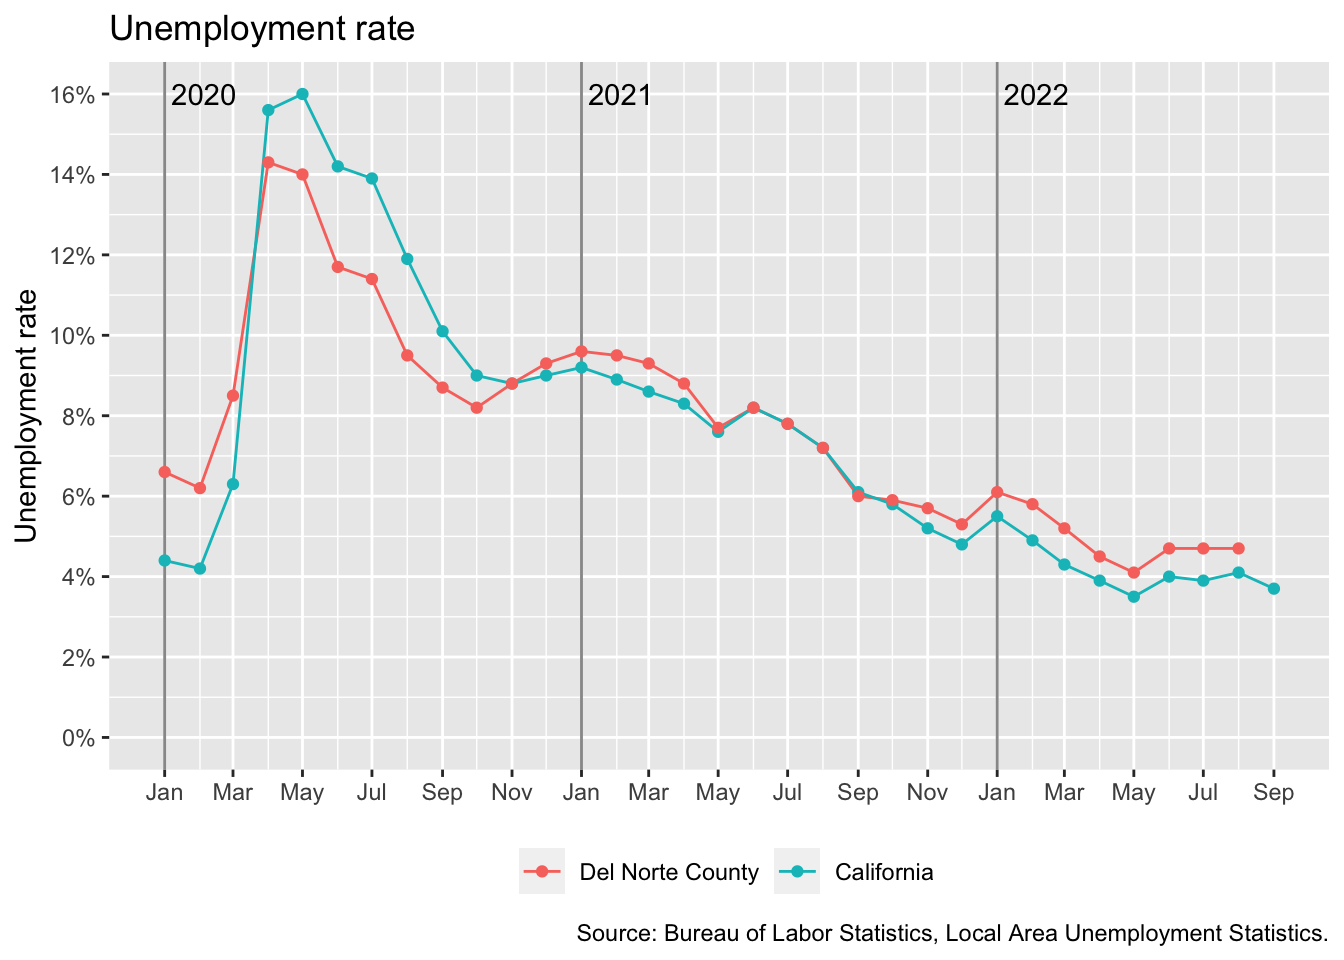 Unemployment rate
2020 2021 2022
16%
14%
12%
10%
8%
6%
4%
2%
0%
Unemployment rate
Jan Mar May Jul Sep Nov Jan Mar May Jul Sep Nov Jan Mar May Jul Sep
Del Norte County California
Source: Bureau of Labor Statistics, Local Area Unemployment Statistics.